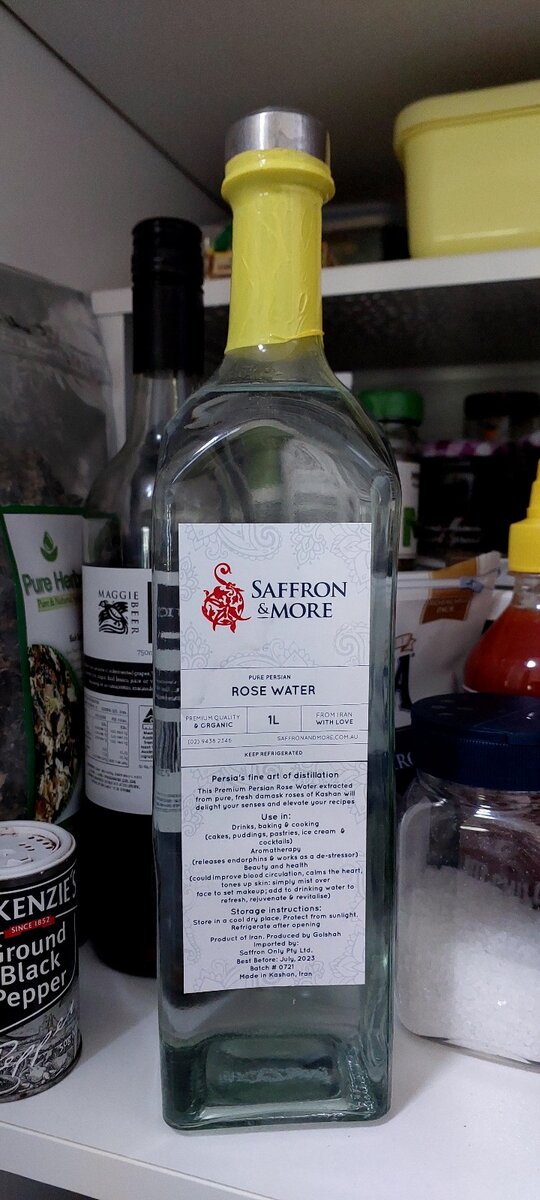 SAFFRON
& MORE
PURE PERSIAN
ROSE WATER
PREMIUM QUALITY
& ORGANIC
1L
FROM IRAN
WITH LOVE
(02) 9438 2346
SAFFRONANDMORE.COM.AU
KEEP REFRIGERATED
Persia's fine art of distillation
This Premium Persian Rose Water extracted
from pure, fresh damask roses of Kashan will
delight your senses and elevate your recipes
Use in:
Drinks, baking & cooking
(cakes, puddings, pastries, ice cream &
cocktails)
Aromatherapy
(releases endorphins & works as a de-stressor)
Beauty and health
(could improve blood circulation, calms the heart,
tones up skin: simply mist over
face to set makeup; add to drinking water to
refresh, rejuvenate & revitalise)
Storage instructions:
Store in a cool dry place. Protect from sunlight.
Refrigerate after opening
Product of Iran. Produced by Golshah
Imported by:
Saffron Only Pty Ltd.
Best Before: July, 2023
Batch # 0721
Made in Kashan, Iran
Pure Herb
MAGGIE
BEER
750m
KENZIE'S
SINCE 1852
Ground
Black
Pepper